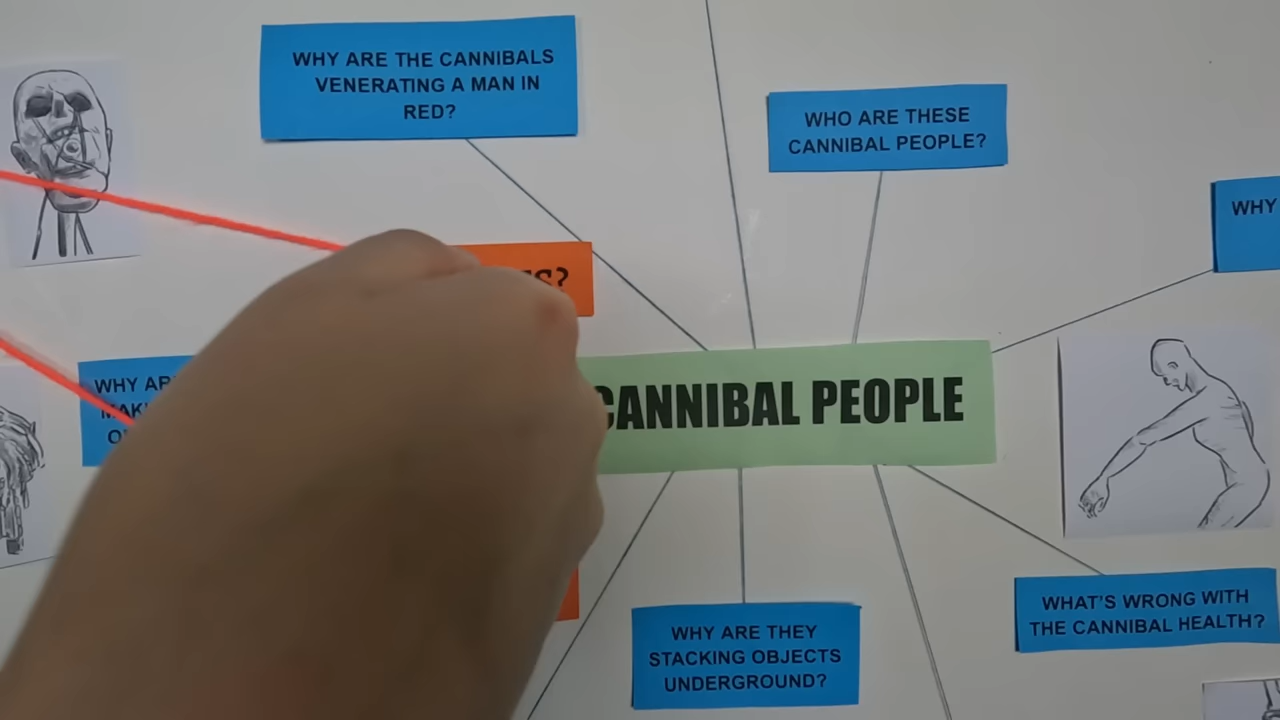 WHY ARE THE CANNIBALS
VENERATING A MAN IN
RED?
WHO ARE THESE
CANNIBAL PEOPLE?
WHY
WHY
CANNIBAL PEOPLE
WHAT'S WRONG WITH
THE CANNIBAL HEALTH?
WHY ARE THEY
STACKING OBJECTS
UNDERGROUND?